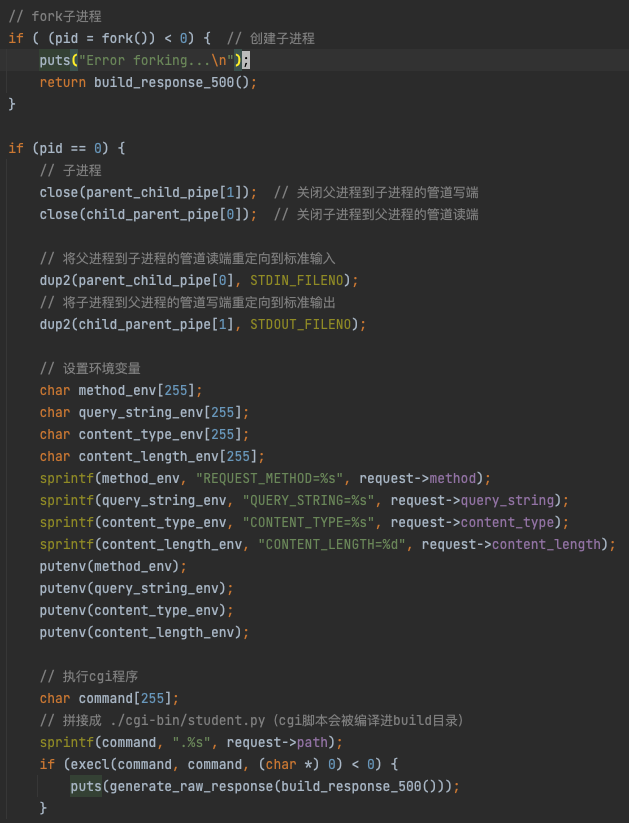 // fork子进程
if ( (pid = fork()) < 0) {  // 创建子进程
    puts("Error forking...\n");
    return build_response_500();
}

if (pid == 0) {
    // 子进程
    close(parent_child_pipe[1]);  // 关闭父进程到子进程的管道写端
    close(child_parent_pipe[0]);  // 关闭子进程到父进程的管道读端

    // 将父进程到子进程的管道读端重定向到标准输入
    dup2(parent_child_pipe[0], STDIN_FILENO);
    // 将子进程到父进程的管道写端重定向到标准输出
    dup2(child_parent_pipe[1], STDOUT_FILENO);

    // 设置环境变量
    char method_env[255];
    char query_string_env[255];
    char content_type_env[255];
    char content_length_env[255];
    sprintf(method_env, "REQUEST_METHOD=%s", request->method);
    sprintf(query_string_env, "QUERY_STRING=%s", request->query_string);
    sprintf(content_type_env, "CONTENT_TYPE=%s", request->content_type);
    sprintf(content_length_env, "CONTENT_LENGTH=%d", request->content_length);
    putenv(method_env);
    putenv(query_string_env);
    putenv(content_type_env);
    putenv(content_length_env);

    // 执行cgi程序
    char command[255];
    // 拼接成 ./cgi-bin/student.py（cgi脚本会被编译进build目录）
    sprintf(command, ".%s", request->path);
    if (execl(command, command, (char *) 0) < 0) {
        puts(generate_raw_response(build_response_500()));
    }